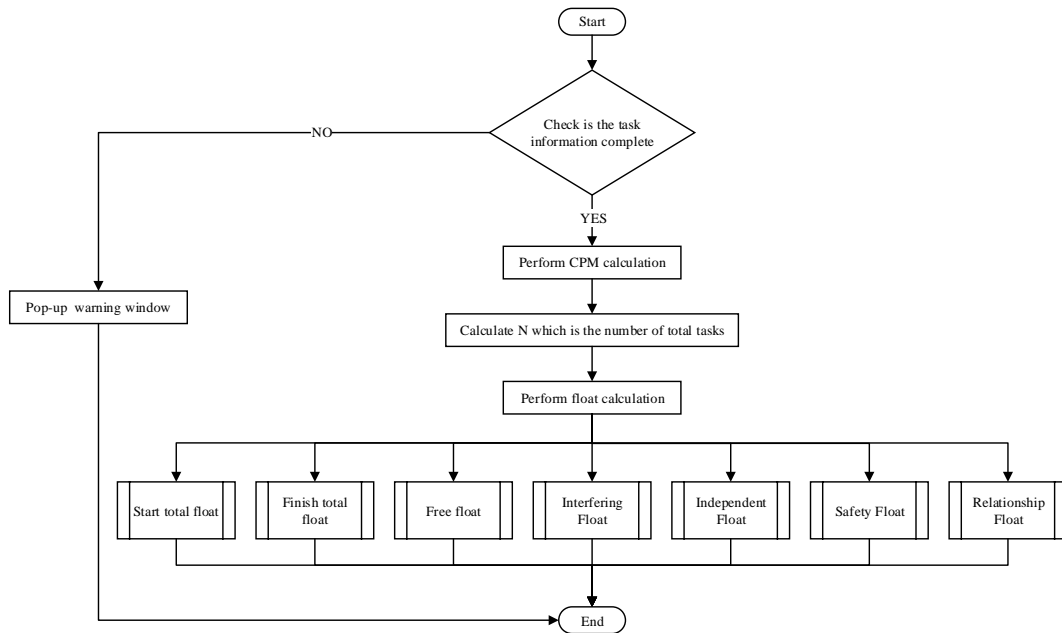 Start
Check is the task
information complete
NO
YES
Perform CPM calculation
Pop-up warning window
Calculate N which is the number of total tasks
Perform float calculation
Start total float
Finish total
float
Free float
Interfering
Float
Independent
Float
Safety Float
Relationship
Float
End